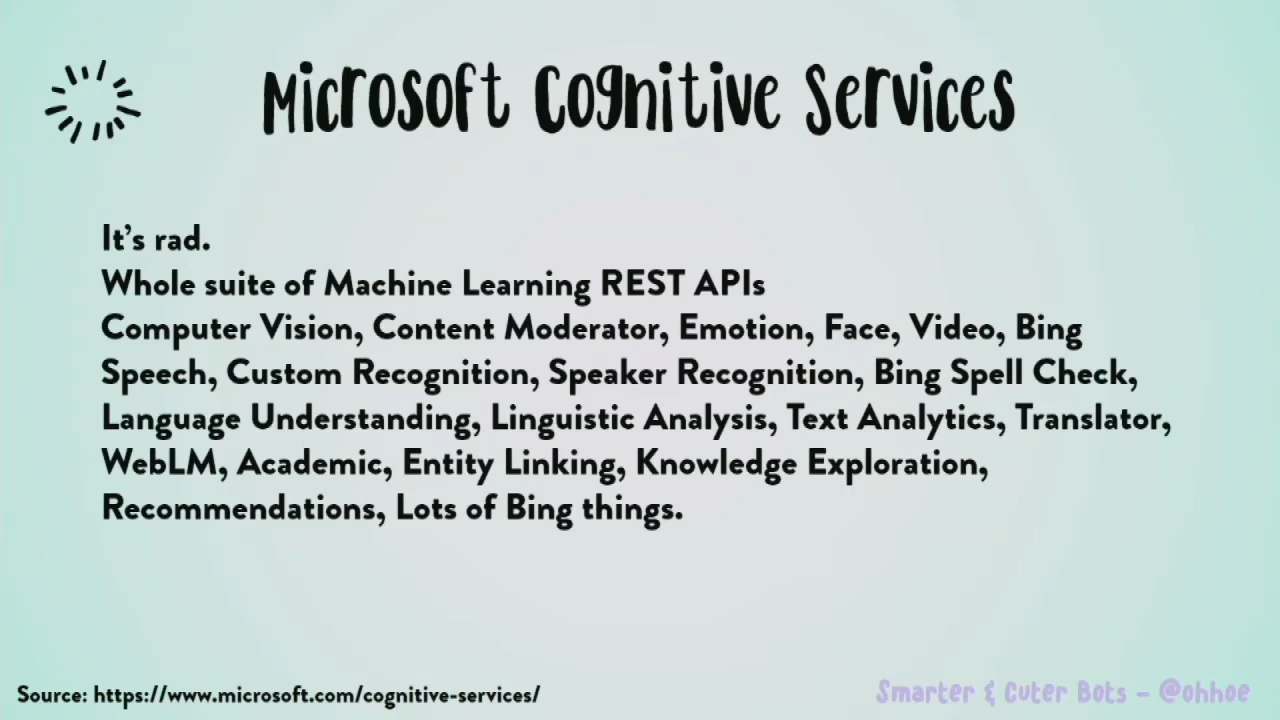 Microsoft Cognitive Services
It's rad.
Whole suite of Machine Learning REST APIs
Computer Vision, Content Moderator, Emotion, Face, Video, Bing
Speech, Custom Recognition, Speaker Recognition, Bing Spell Check,
Language Understanding, Linguistic Analysis, Text Analytics, Translator,
WebLM, Academic, Entity Linking, Knowledge Exploration,
Recommendations, Lots of Bing things.
Source: https://www.microsoft.com/cognitive-services/
Smarter & Cuter Bots - @ohhoe